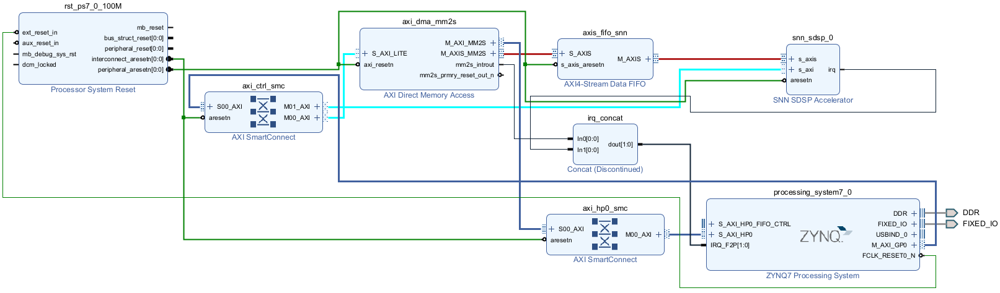 rst_ps7_0_100M
ext_reset_in
aux_reset_in
mb_debug_sys_rst
dcm_locked
mb_reset
bus_struct_reset[0:0]
peripheral_reset[0:0]
interconnect_aresetn[0:0]
peripheral_aresetn[0:0]
Processor System Reset
axi_ctrl_smc
S00_AXI
aresetn
M01_AXI
M00_AXI
AXI SmartConnect
axi_dma_mm2s
S_AXI_LITE
axi_resetn
M_AXI_MM2S
M_AXIS_MM2S
mm2s_introut
mm2s_prmry_reset_out_n
AXI Direct Memory Access
axis_fifo_snn
S_AXIS
s_axis_aresetn
M_AXIS
AXI4-Stream Data FIFO
snn_sdsp_0
s_axis
s_axi
aresetn
irq
SNN SDSP Accelerator
irq_concat
In0[0:0]
In1[0:0]
dout[1:0]
Concat (Discontinued)
axi_hp0_smc
S00_AXI
aresetn
M00_AXI
AXI SmartConnect
processing_system7_0
S_AXI_HP0_FIFO_CTRL
S_AXI_HP0
IRQ_F2P[1:0]
ZYNQ
DDR
FIXED_IO
USBIND_0
M_AXI_GP0
FCLK_RESET0_N
ZYNQ7 Processing System
DDR
FIXED_IO